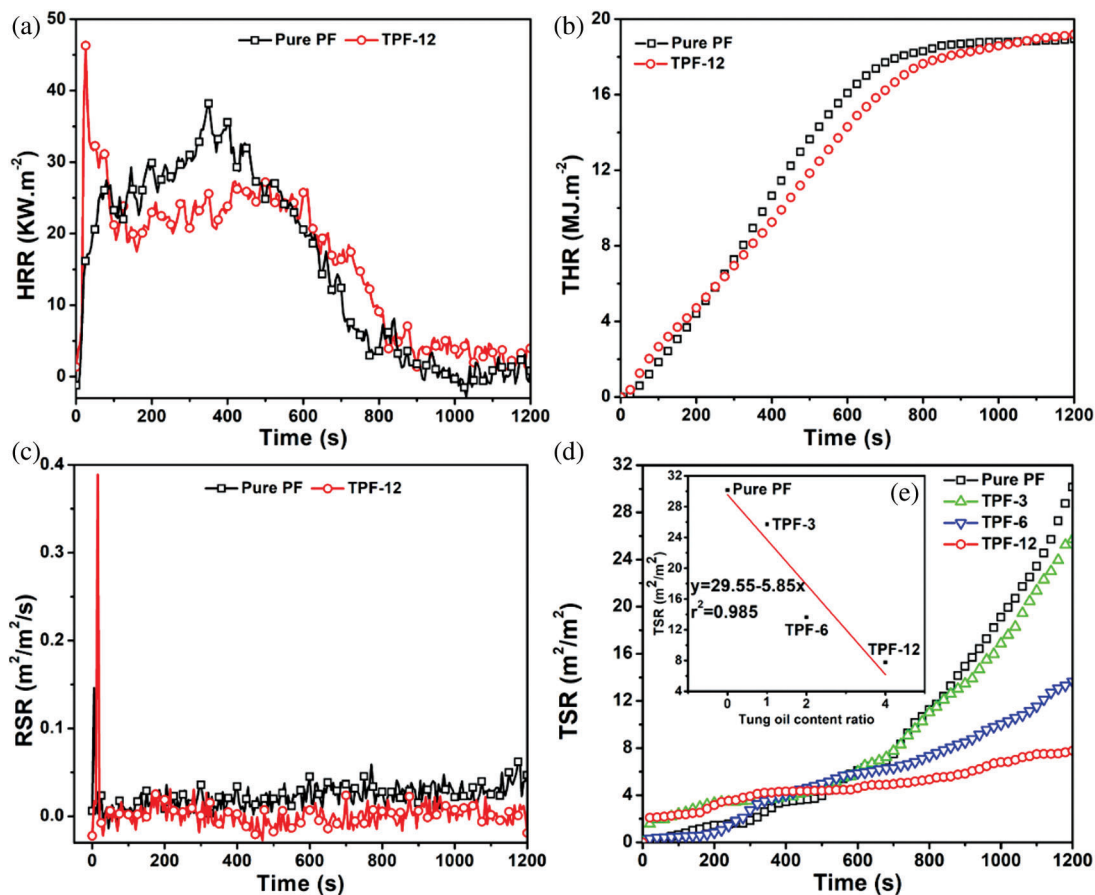 (a)
50
40
30
20
10
0
HRR (KW.m-2)
Pure PF
TPF-12
0 200 400 600 800 1000 1200
Time (s)
(b)
20
16
12
8
4
0
THR (MJ.m-2)
Pure PF
TPF-12
0 200 400 600 800 1000 1200
Time (s)
(c)
0.4
0.3
0.2
0.1
0.0
RSR (m2/m2/s)
Pure PF
TPF-12
0 200 400 600 800 1000 1200
Time (s)
(d)
32
28
24
20
16
12
8
4
0
TSR (m2/m2)
Pure PF
TPF-3
TPF-6
TPF-12
0 200 400 600 800 1000 1200
Time (s)
(e)
32
28
24
20
16
12
8
4
TSR (m2/m2)
Pure PF
TPF-3
y=29.55-5.85x
r2=0.985
TPF-6
TPF-12
0 1 2 3 4
Tung oil content ratio